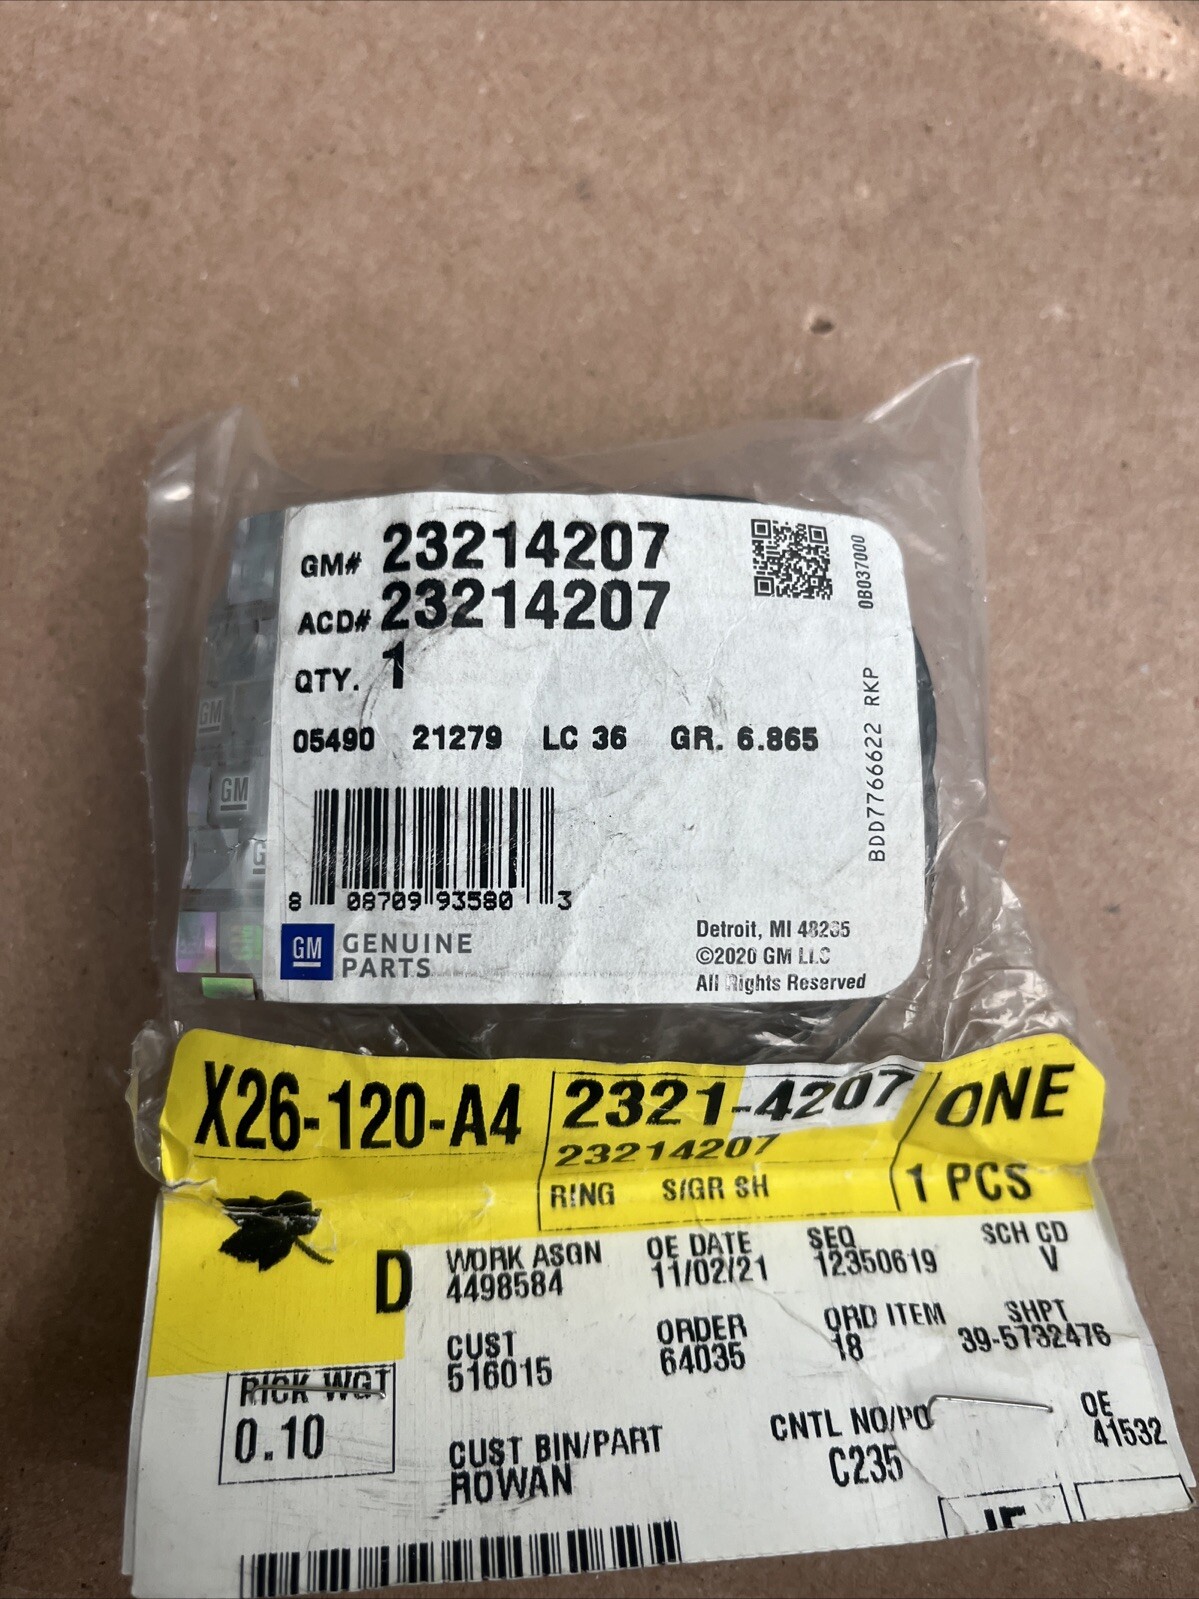 GM# 23214207
ACD# 23214207
QTY. 1
05490 21279 LC 36 GR. 6.865
0B037000
BDD7766622 RKP
GM
GM
8 08709 93580 3
GM GENUINE
PARTS
Detroit, MI 48265
©2020 GM LLC
All Rights Reserved
X26-120-A4
2321-4207
ONE
23214207
RING S/GR SH
1 PCS
D
WORK ASGN
4498584
OE DATE
11/02/21
SEQ
12350619
SCH CD
V
CUST
516015
ORDER
64035
ORD ITEM
18
SHPT
39-5732476
PICK WGT
0.10
CUST BIN/PART
ROWAN
CNTL NO/PO
C235
OE
41532